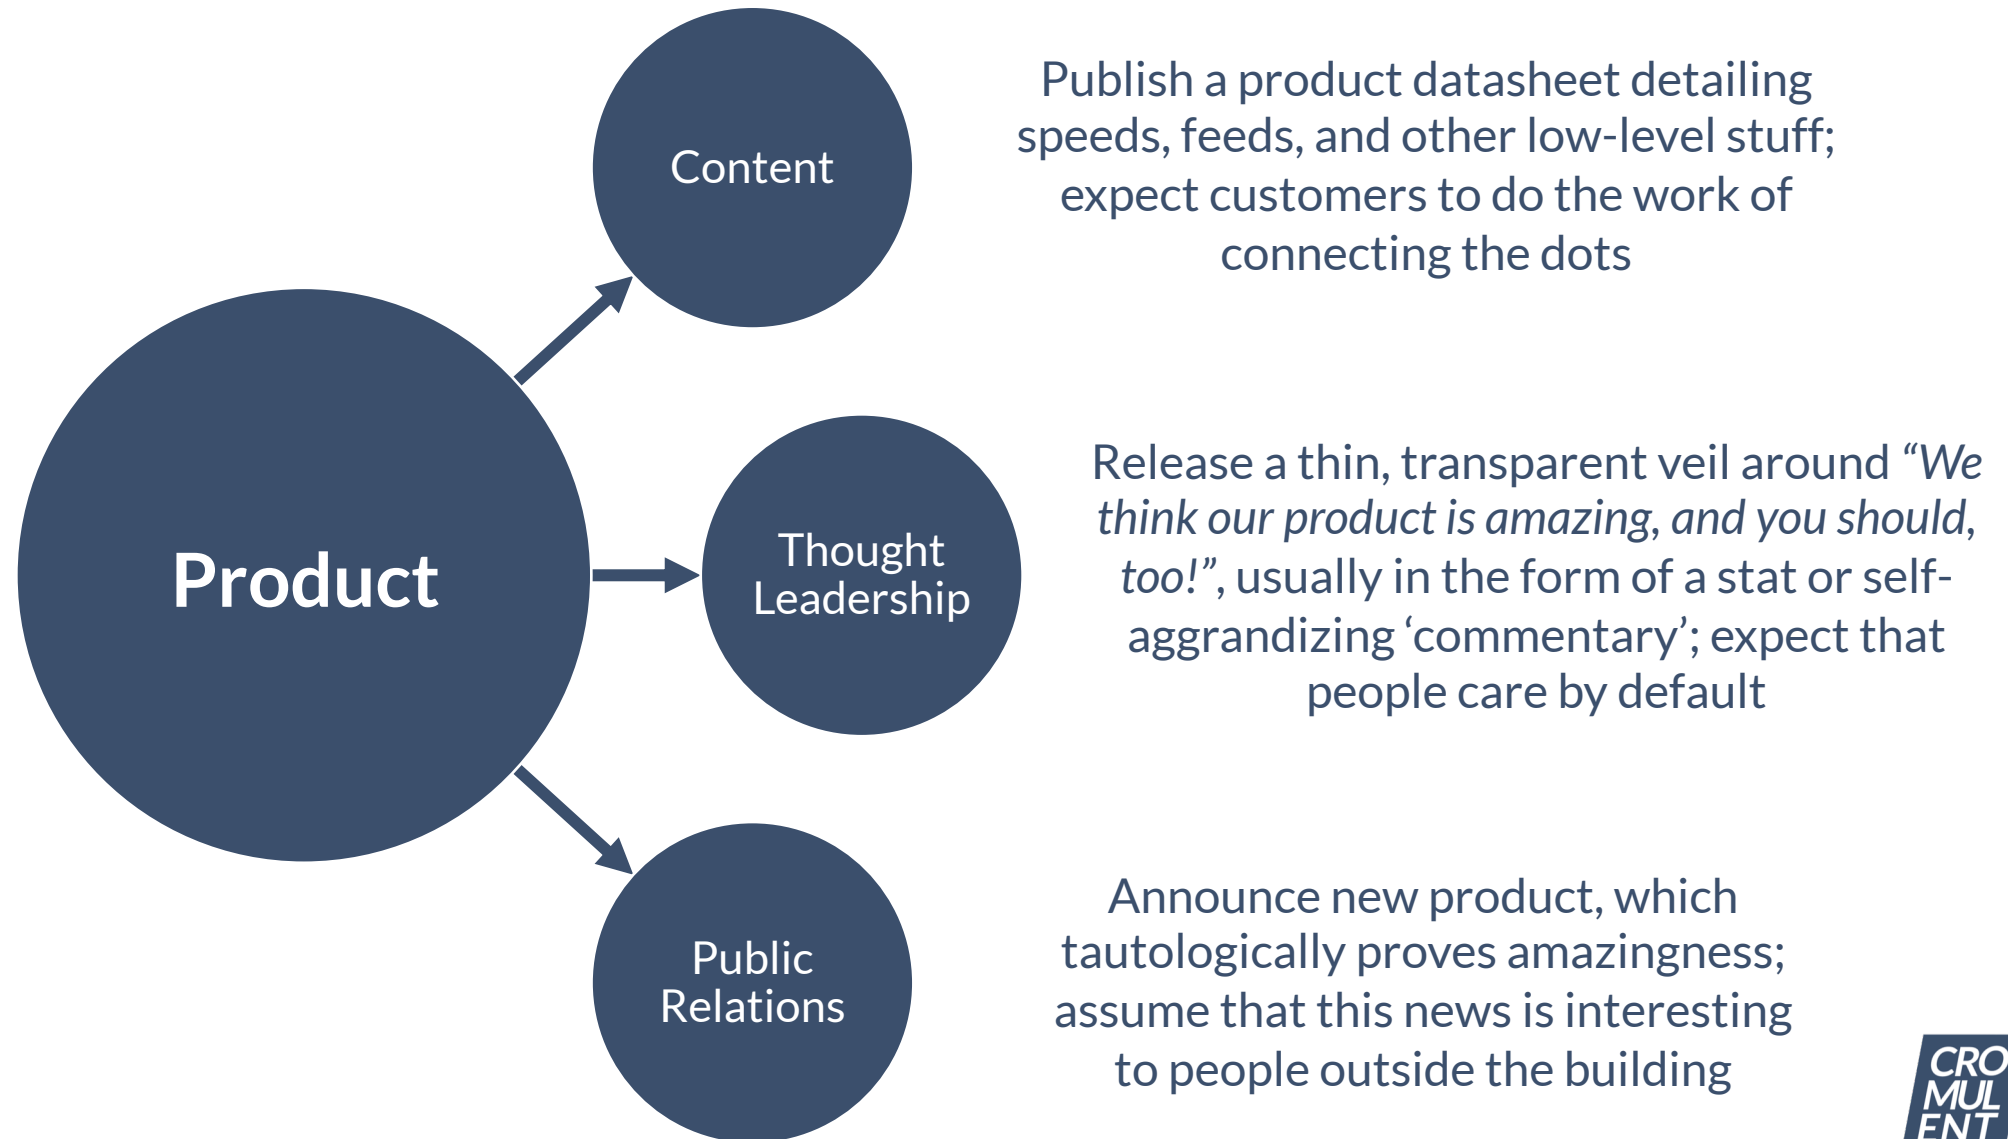 Content
Publish a product datasheet detailing
speeds, feeds, and other low-level stuff;
expect customers to do the work of
connecting the dots
Product
Thought
Leadership
Release a thin, transparent veil around “We
think our product is amazing, and you should,
too!”, usually in the form of a stat or self-
aggrandizing ‘commentary’; expect that
people care by default
Public
Relations
Announce new product, which
tautologically proves amazingness;
assume that this news is interesting
to people outside the building
CRO
MUL
ENT